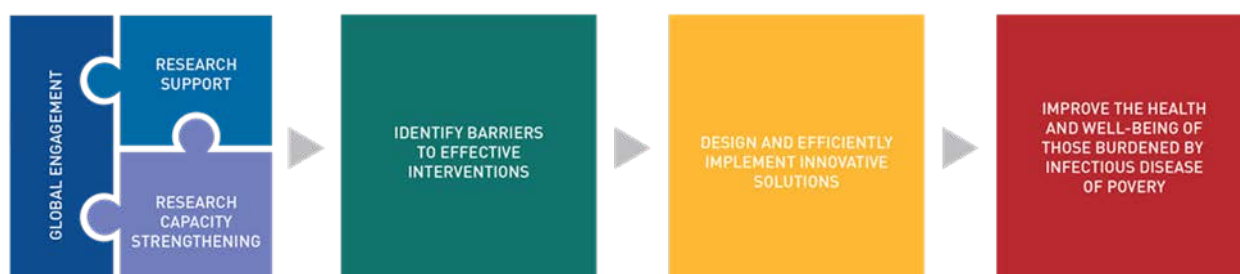 GLOBAL ENGAGEMENT
RESEARCH
SUPPORT
RESEARCH
CAPACITY
STRENGTHENING
IDENTIFY BARRIERS
TO EFFECTIVE
INTERVENTIONS
DESIGN AND EFFICIENTLY
IMPLEMENT INNOVATIVE
SOLUTIONS
IMPROVE THE HEALTH
AND WELL-BEING OF
THOSE BURDENED BY
INFECTIOUS DISEASE
OF POVERTY